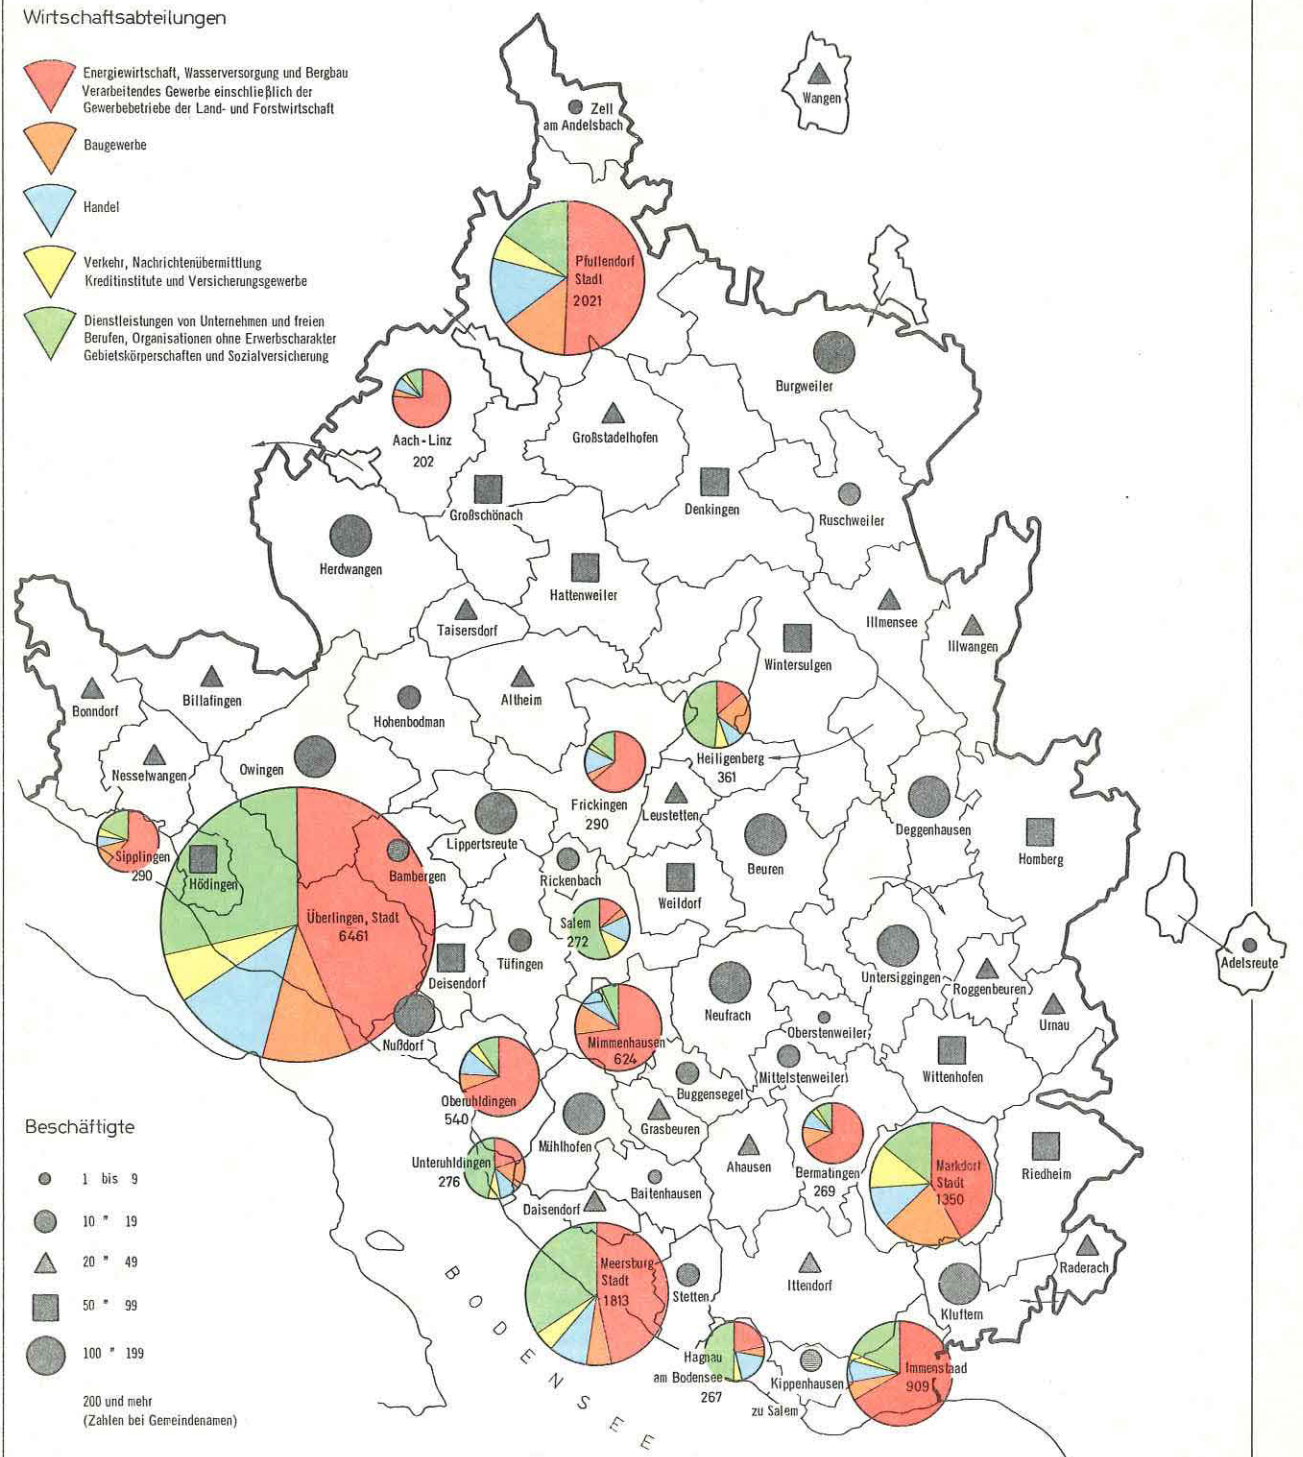 Wirtschaftsabteilungen
Energiewirtschaft, Wasserversorgung und Bergbau
Verarbeitendes Gewerbe einschließlich der
Gewerbebetriebe der Land- und Forstwirtschaft
Baugewerbe
Handel
Verkehr, Nachrichtenübermittlung
Kreditinstitute und Versicherungsgewerbe
Dienstleistungen von Unternehmen und freien
Berufen, Organisationen ohne Erwerbscharakter
Gebietskörperschaften und Sozialversicherung
Wangen
Zell
am Andelsbach
Pfullendorf
Stadt
2021
Burgweiler
Aach - Linz
202
Großstadelhofen
Großschönach
Denkingen
Ruschweiler
Herdwangen
Hattenweiler
Taisersdorf
Illmensee
Illwangen
Wintersulgen
Bonndorf
Billafingen
Hohenbodman
Altheim
Nesselwangen
Owingen
Heiligenberg
361
Frickingen
290
Leustetten
Deggenhausen
Homberg
Sipplingen
290
Hödingen
Bambergen
Lippertsreute
Rickenbach
Beuren
Weildorf
Überlingen, Stadt
6461
Salem
272
Tüfingen
Deisendorf
Untersiggingen
Roggenbeuren
Adelsreute
Urnau
Nußdorf
Neufrach
Oberstenweiler
Mimmenhausen
624
Mittelstenweiler
Wittenhofen
Buggensegel
Oberuhldingen
540
Mühlhofen
Grasbeuren
Ahausen
Bermatingen
269
Markdorf
Stadt
1350
Riedheim
Unteruhldingen
276
Baitenhausen
Daisendorf
Meersburg
Stadt
1813
Stetten
Ittendorf
Raderach
Kluftern
Hagnau
am Bodensee
267
Kippenhausen
zu Salem
Immenstaad
909
BODENSEE
Beschäftigte
1 bis 9
10 " 19
20 " 49
50 " 99
100 " 199
200 und mehr
(Zahlen bei Gemeindenamen)